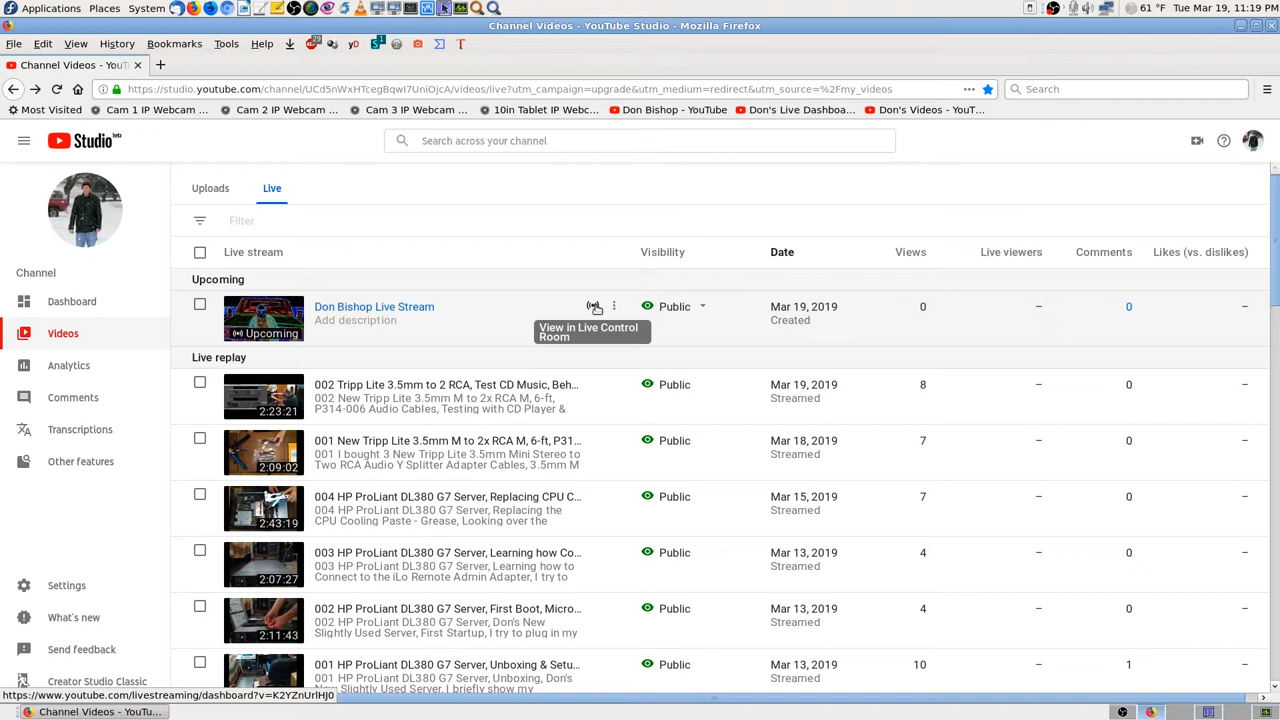 Applications Places System 61 °F Tue Mar 19, 11:19 PM
Channel Videos - YouTube Studio - Mozilla Firefox
File Edit View History Bookmarks Tools Help
Channel Videos - YouT
https://studio.youtube.com/channel/UCd5nWxHTcegBqwI7UniOjcA/videos/live?utm_campaign=upgrade&utm_medium=redirect&utm_source=%2Fmy_videos Search
Most Visited Cam 1 IP Webcam ... Cam 2 IP Webcam ... Cam 3 IP Webcam ... 10in Tablet IP Webc... Don Bishop - YouTube Don's Live Dashboa... Don's Videos - YouT...
Studio beta Search across your channel
Uploads Live
Filter
Live stream Visibility Date Views Live viewers Comments Likes (vs. dislikes)
Channel
Dashboard
Videos
Analytics
Comments
Transcriptions
Other features
Settings
What's new
Send feedback
Creator Studio Classic
Upcoming
Don Bishop Live Stream Public Mar 19, 2019 0 – 0 –
Add description Created
Upcoming
View in Live Control
Room
Live replay
002 Tripp Lite 3.5mm to 2 RCA, Test CD Music, Beh... Public Mar 19, 2019 8 – 0 –
002 New Tripp Lite 3.5mm M to 2x RCA M, 6-ft, Streamed
P314-006 Audio Cables, Testing with CD Player &
2:23:21
001 New Tripp Lite 3.5mm M to 2x RCA M, 6-ft, P31... Public Mar 18, 2019 7 – 0 –
001 I bought 3 New Tripp Lite 3.5mm Mini Stereo to Streamed
Two RCA Audio Y Splitter Adapter Cables, 3.5mm M
2:09:02
004 HP ProLiant DL380 G7 Server, Replacing CPU C... Public Mar 15, 2019 7 – 0 –
004 HP ProLiant DL380 G7 Server, Replacing the Streamed
CPU Cooling Paste - Grease, Looking over the
2:43:19
003 HP ProLiant DL380 G7 Server, Learning how Co... Public Mar 13, 2019 4 – 0 –
003 HP ProLiant DL380 G7 Server, Learning how to Streamed
Connect to the iLo Remote Admin Adapter, I try to
2:07:27
002 HP ProLiant DL380 G7 Server, First Boot, Micro... Public Mar 13, 2019 4 – 0 –
002 HP ProLiant DL380 G7 Server, Don's New Streamed
Slightly Used Server, First Startup, I try to plug in my
2:11:43
001 HP ProLiant DL380 G7 Server, Unboxing & Setu... Public Mar 13, 2019 10 – 1 –
001 HP ProLiant DL380 G7 Server, Unboxing, Don's Streamed
New Slightly Used Server, I briefly show my
https://www.youtube.com/livestreaming/dashboard?v=K2YZnUrlHJ0
Channel Videos - YouTu...